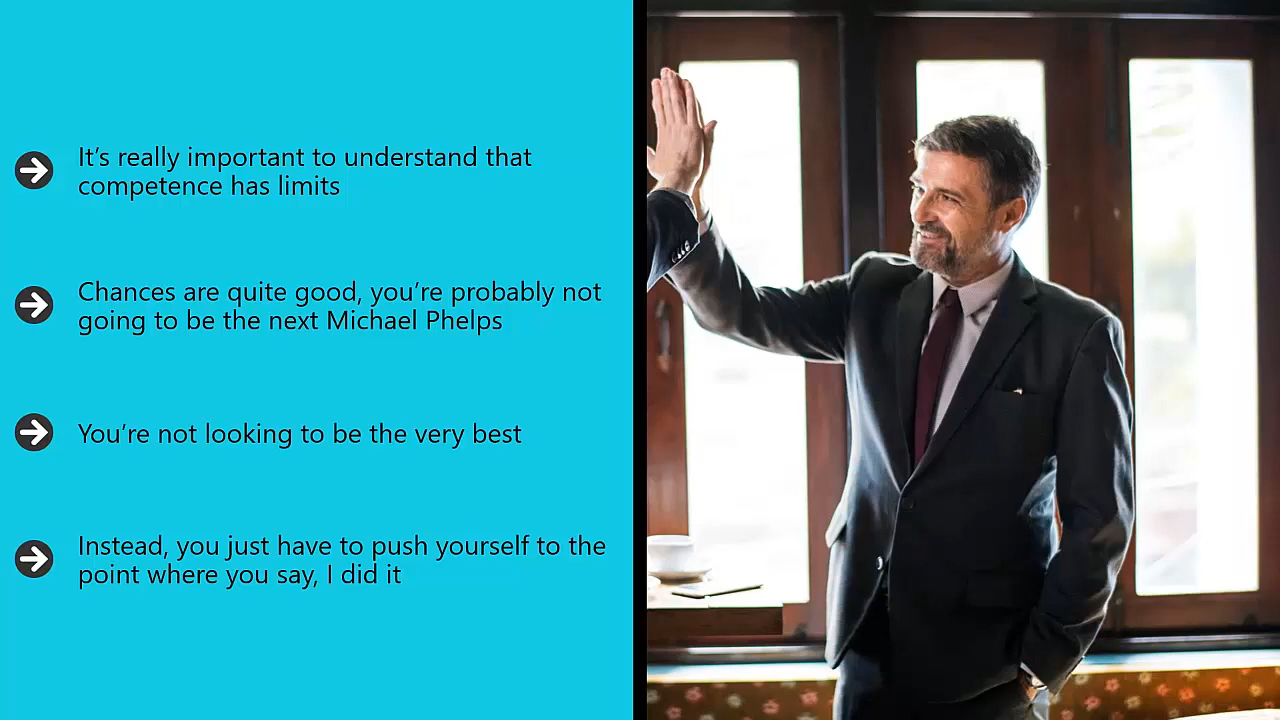 It’s really important to understand that
competence has limits
Chances are quite good, you’re probably not
going to be the next Michael Phelps
You’re not looking to be the very best
Instead, you just have to push yourself to the
point where you say, I did it